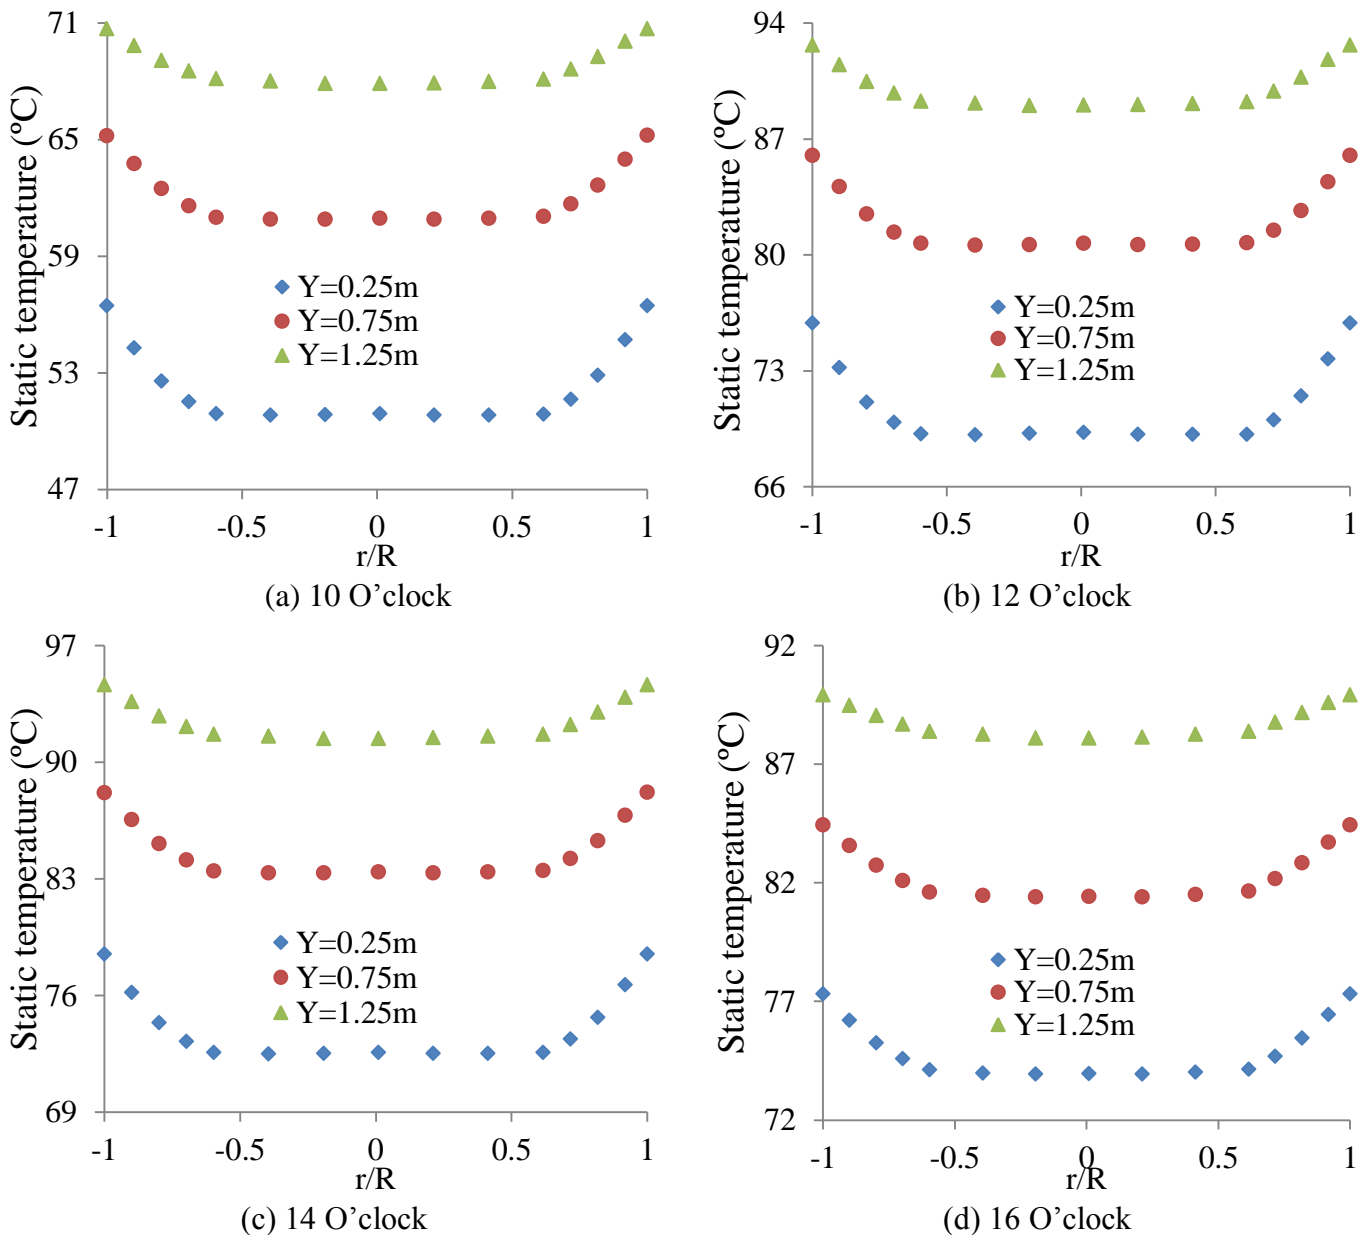 Static temperature (ºC)
71
65
59
53
47
-1
-0.5
0
0.5
1
Y=0.25m
Y=0.75m
Y=1.25m
r/R
(a) 10 O’clock
Static temperature (ºC)
94
87
80
73
66
-1
-0.5
0
0.5
1
Y=0.25m
Y=0.75m
Y=1.25m
r/R
(b) 12 O’clock
Static temperature (ºC)
97
90
83
76
69
-1
-0.5
0
0.5
1
Y=0.25m
Y=0.75m
Y=1.25m
r/R
(c) 14 O’clock
Static temperature (ºC)
92
87
82
77
72
-1
-0.5
0
0.5
1
Y=0.25m
Y=0.75m
Y=1.25m
r/R
(d) 16 O’clock